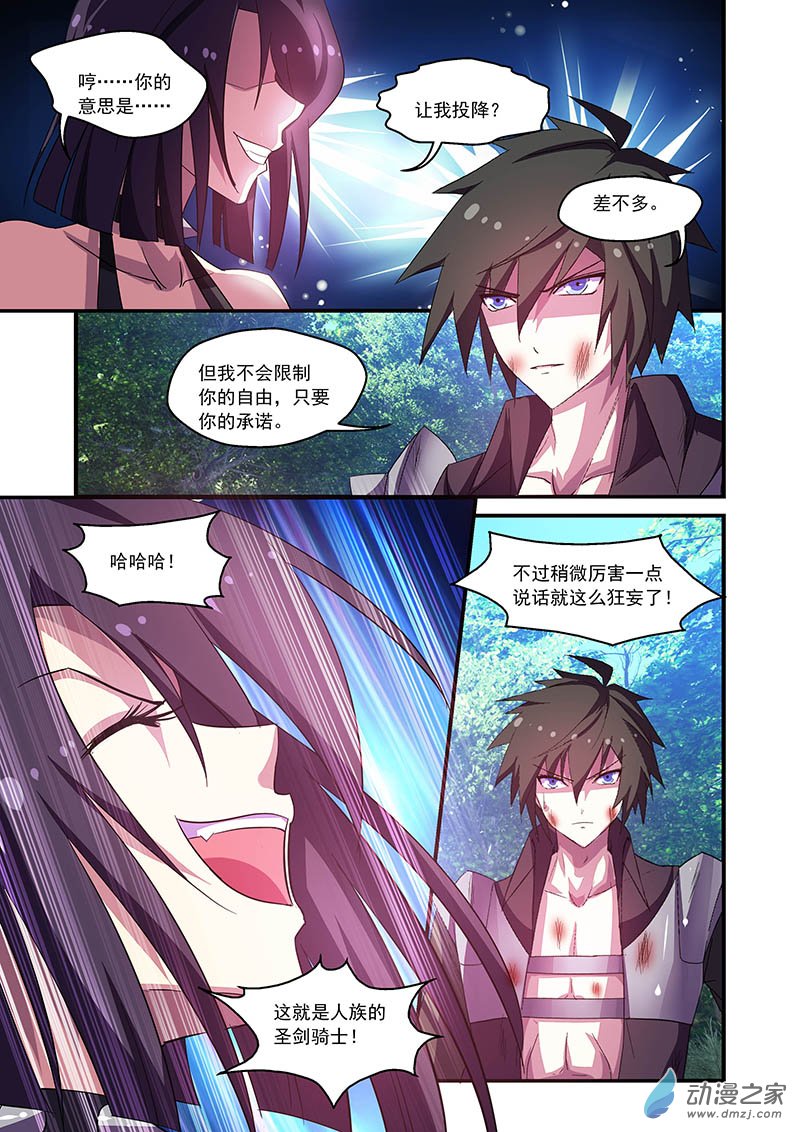 哼……你的
意思是……
让我投降？
差不多。
但我不会限制
你的自由，只要
你的承诺。
哈哈哈！
不过稍微厉害一点
说话就这么狂妄了！
这就是人族的
圣剑骑士！
动漫之家
www.dmzj.com